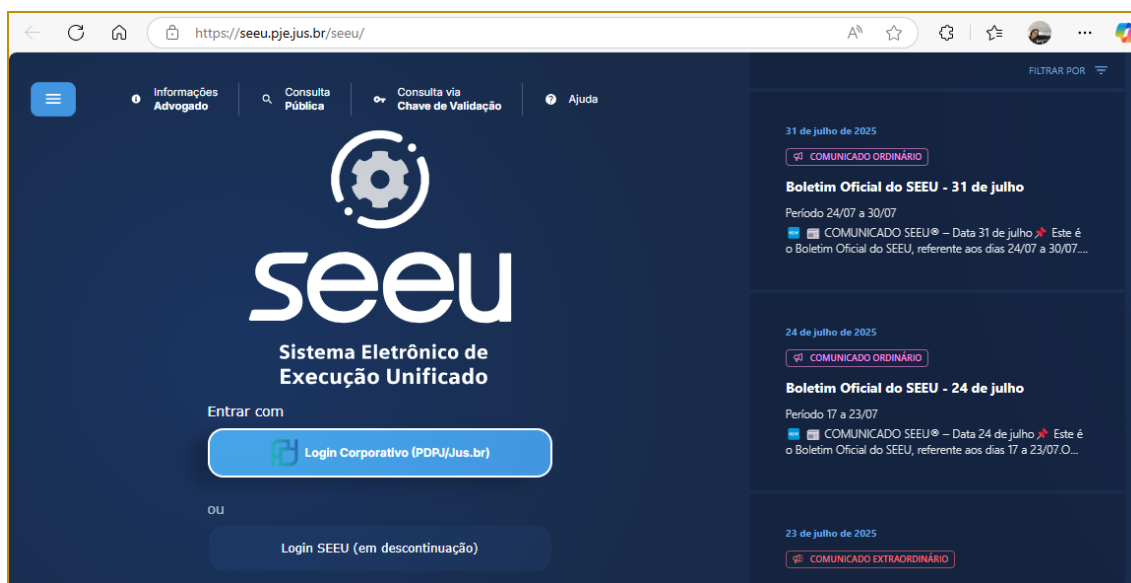 https://seeu.pje.jus.br/seeu/
Informações Advogado
Consulta Pública
Consulta via Chave de Validação
Ajuda
seeu
Sistema Eletrônico de
Execução Unificado
Entrar com
Login Corporativo (PDPJ/Jus.br)
ou
Login SEEU (em descontinuação)
FILTRAR POR
31 de julho de 2025
COMUNICADO ORDINÁRIO
Boletim Oficial do SEEU - 31 de julho
Período 24/07 a 30/07
🆕 📰 COMUNICADO SEEU® – Data 31 de julho 📌 Este é
o Boletim Oficial do SEEU, referente aos dias 24/07 a 30/07....
24 de julho de 2025
COMUNICADO ORDINÁRIO
Boletim Oficial do SEEU - 24 de julho
Período 17 a 23/07
🆕 📰 COMUNICADO SEEU® – Data 24 de julho 📌 Este é
o Boletim Oficial do SEEU, referente aos dias 17 a 23/07.O...
23 de julho de 2025
COMUNICADO EXTRAORDINÁRIO